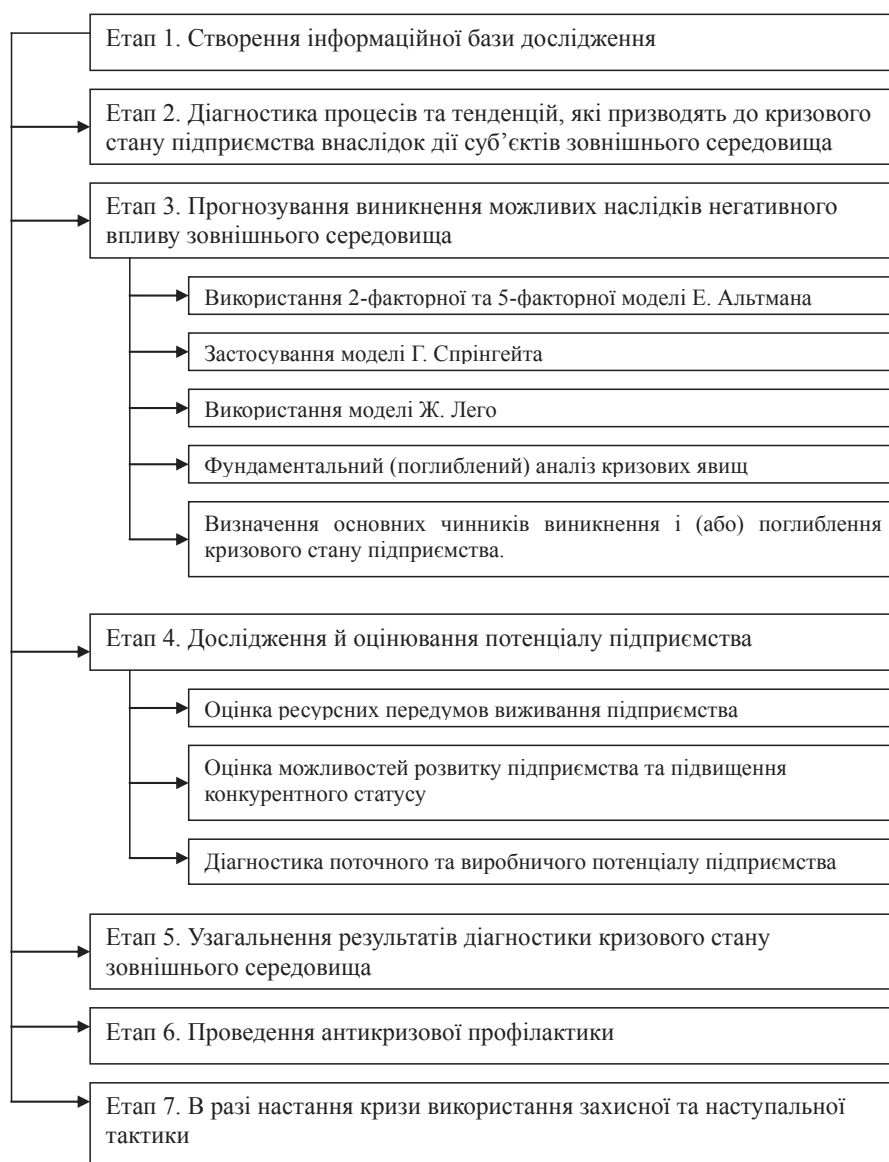 Етап 1. Створення інформаційної бази дослідження
Етап 2. Діагностика процесів та тенденцій, які призводять до кризового
стану підприємства внаслідок дії суб’єктів зовнішнього середовища
Етап 3. Прогнозування виникнення можливих наслідків негативного
впливу зовнішнього середовища
Використання 2-факторної та 5-факторної моделі Е. Альтмана
Застосування моделі Г. Спрінгейта
Використання моделі Ж. Лего
Фундаментальний (поглиблений) аналіз кризових явищ
Визначення основних чинників виникнення і (або) поглиблення
кризового стану підприємства.
Етап 4. Дослідження й оцінювання потенціалу підприємства
Оцінка ресурсних передумов виживання підприємства
Оцінка можливостей розвитку підприємства та підвищення
конкурентного статусу
Діагностика поточного та виробничого потенціалу підприємства
Етап 5. Узагальнення результатів діагностики кризового стану
зовнішнього середовища
Етап 6. Проведення антикризової профілактики
Етап 7. В разі настання кризи використання захисної та наступальної
тактики